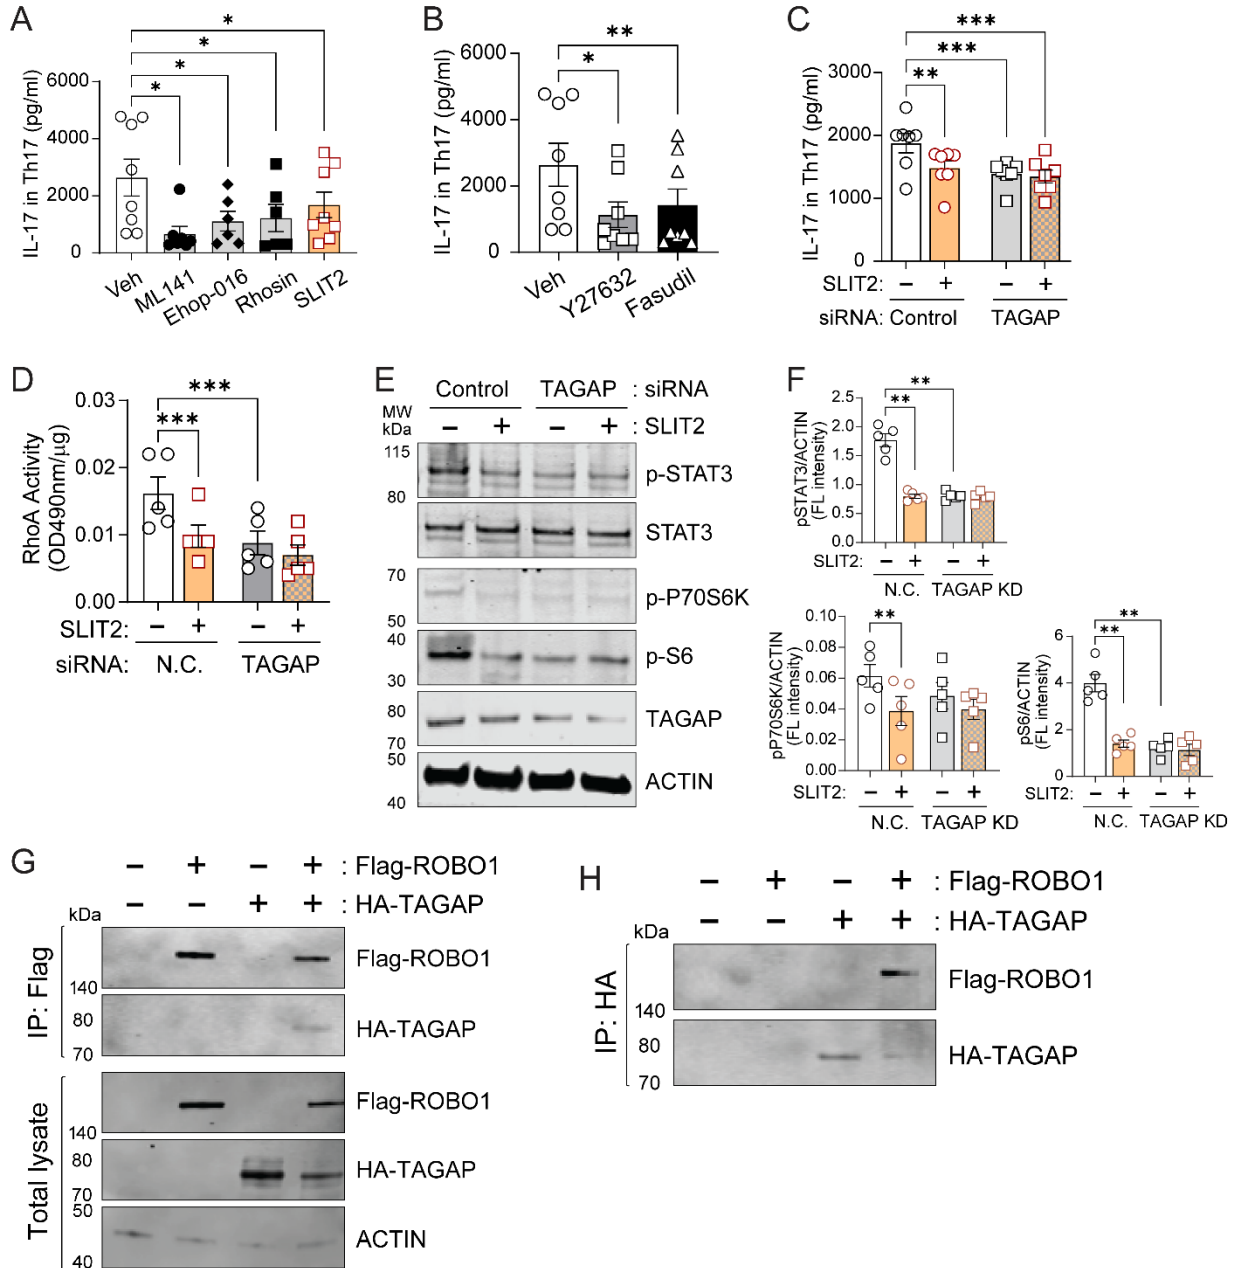 A
IL-17 in Th17 (pg/ml)
6000
4000
2000
0
*
*
*
*
Veh
ML141
Ehop-016
Rhosin
SLIT2
B
IL-17 in Th17 (pg/ml)
6000
4000
2000
0
**
*
Veh
Y27632
Fasudil
C
IL-17 in Th17 (pg/ml)
3000
2000
1000
0
***
***
**
SLIT2: − + − +
siRNA: Control TAGAP
D
RhoA Activity
(OD490nm/µg)
0.03
0.02
0.01
0.00
***
***
SLIT2: − + − +
siRNA: N.C. TAGAP
E
Control TAGAP : siRNA
MW
kDa
− + − + : SLIT2
115
80
p-STAT3
STAT3
70
50
p-P70S6K
40
30
p-S6
80
70
TAGAP
50
40
ACTIN
F
pSTAT3/ACTIN
(FL intensity)
2.5
2.0
1.5
1.0
0.5
0.0
**
**
SLIT2: − + − +
N.C. TAGAP KD
pP70S6K/ACTIN
(FL intensity)
0.10
0.08
0.06
0.04
0.02
0.00
**
SLIT2: − + − +
N.C. TAGAP KD
pS6/ACTIN
(FL intensity)
6
4
2
0
**
**
SLIT2: − + − +
N.C. TAGAP KD
G
− + − + : Flag-ROBO1
− − + + : HA-TAGAP
kDa
IP: Flag
Flag-ROBO1
140
80
HA-TAGAP
70
Total lysate
Flag-ROBO1
140
80
HA-TAGAP
70
50
ACTIN
40
H
− + − + : Flag-ROBO1
− − + + : HA-TAGAP
kDa
IP: HA
Flag-ROBO1
140
80
HA-TAGAP
70